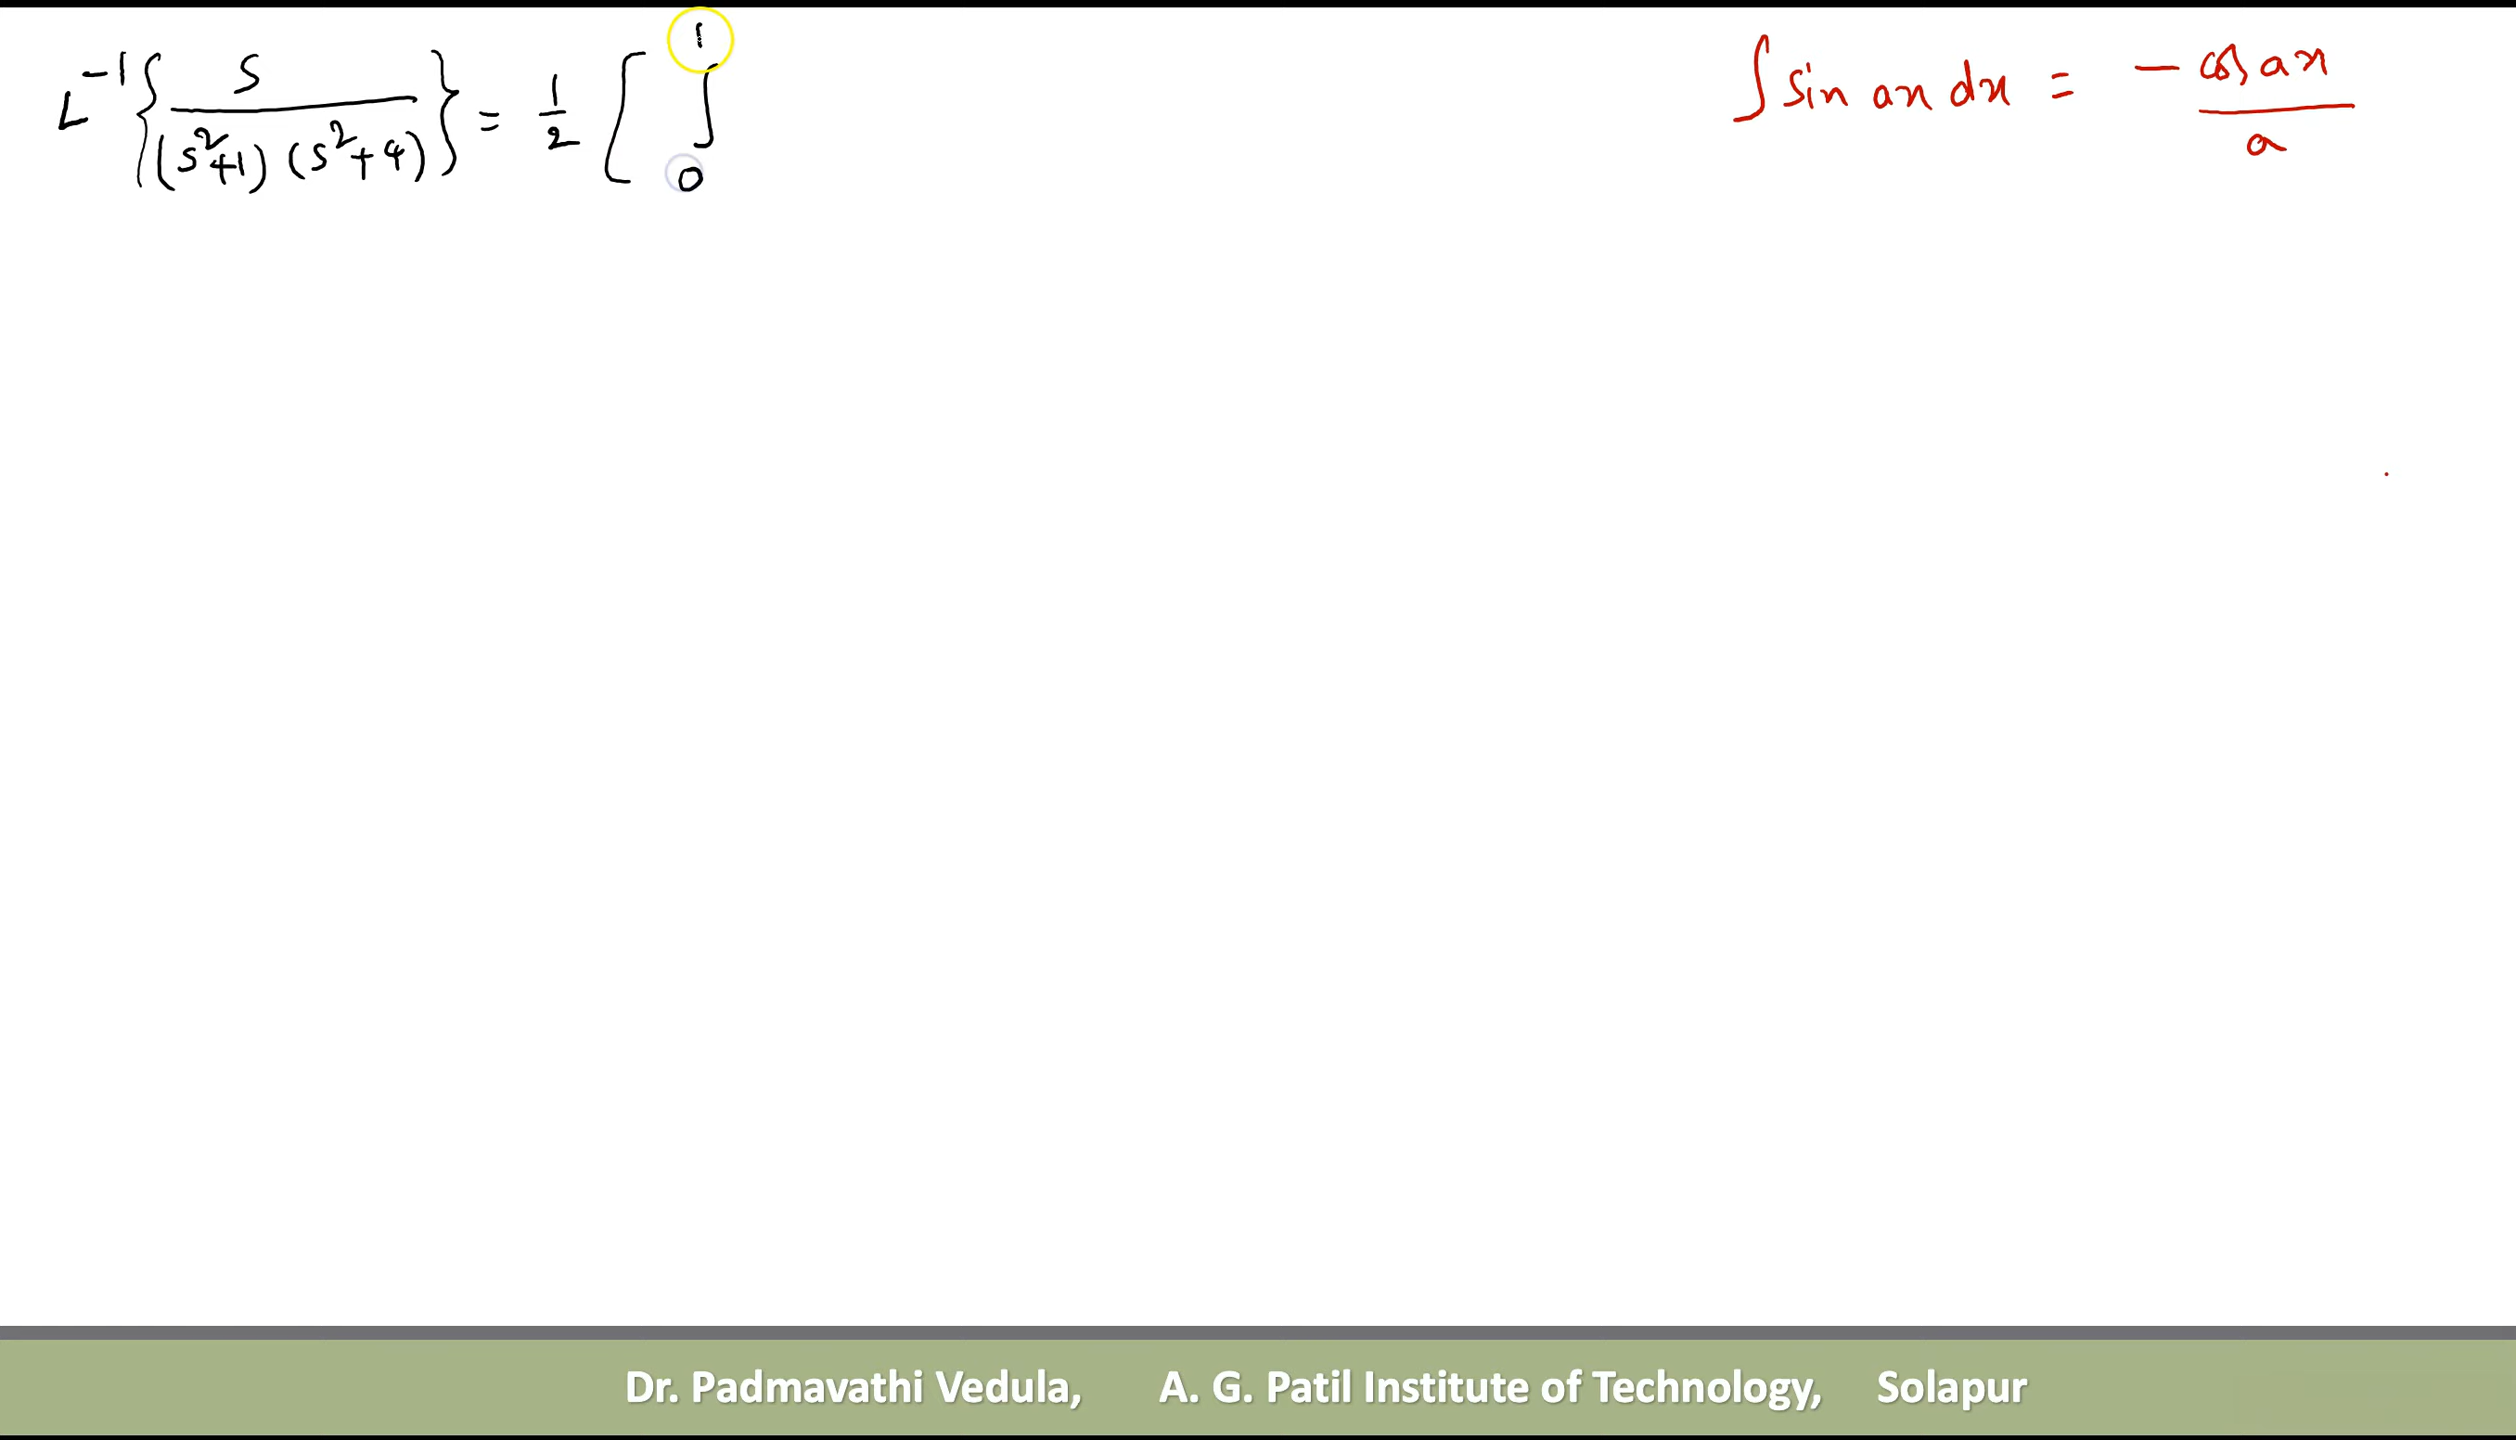 L⁻¹{ s / (s²+1)(s²+4) } = 1/2 [ ∫₀
∫ sin ax dx = - cos ax / a
Dr. Padmavathi Vedula, A. G. Patil Institute of Technology, Solapur